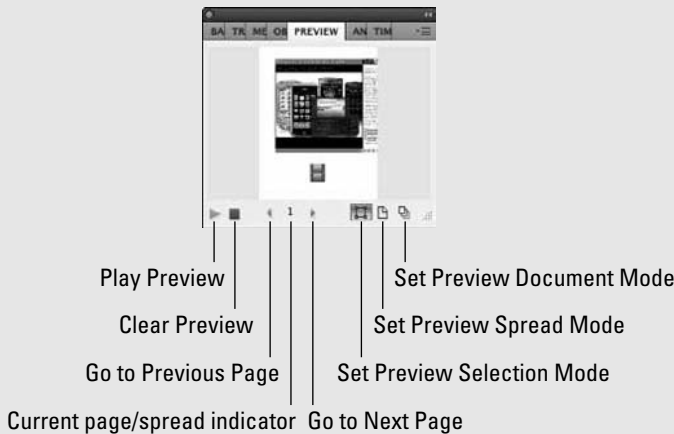 BA TR ME OB PREVIEW AN TIM
1
Play Preview Set Preview Document Mode
Clear Preview Set Preview Spread Mode
Go to Previous Page Set Preview Selection Mode
Current page/spread indicator Go to Next Page